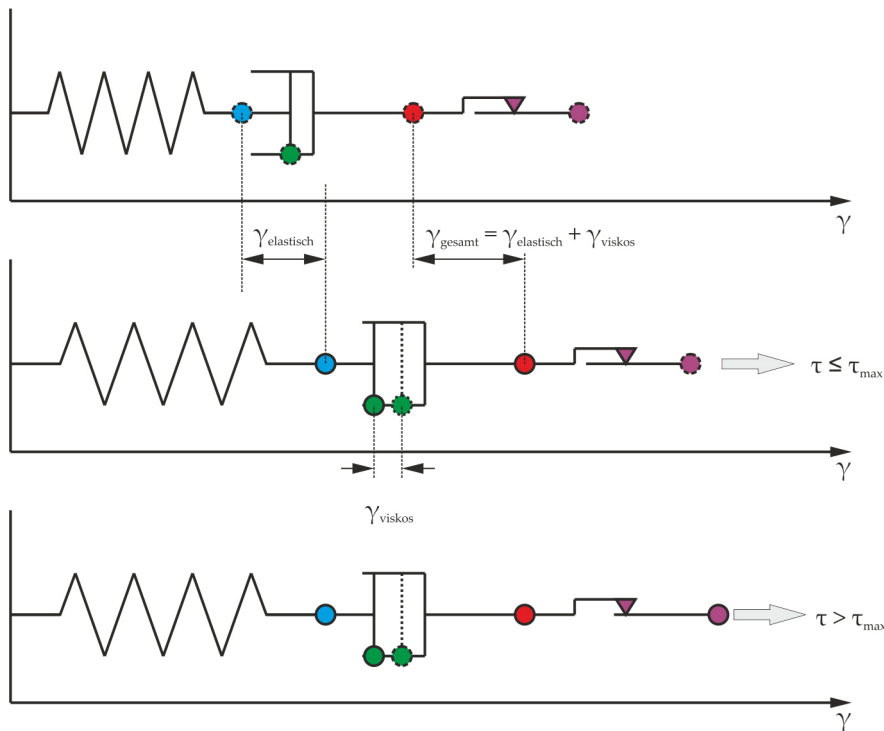 γ
γelastisch
γgesamt = γelastisch + γviskos
τ ≤ τmax
γ
γviskos
τ > τmax
γ